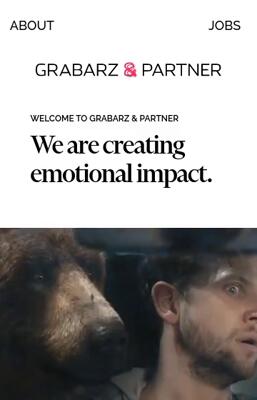 ABOUT JOBS
GRABARZ & PARTNER
WELCOME TO GRABARZ & PARTNER
We are creating
emotional impact.